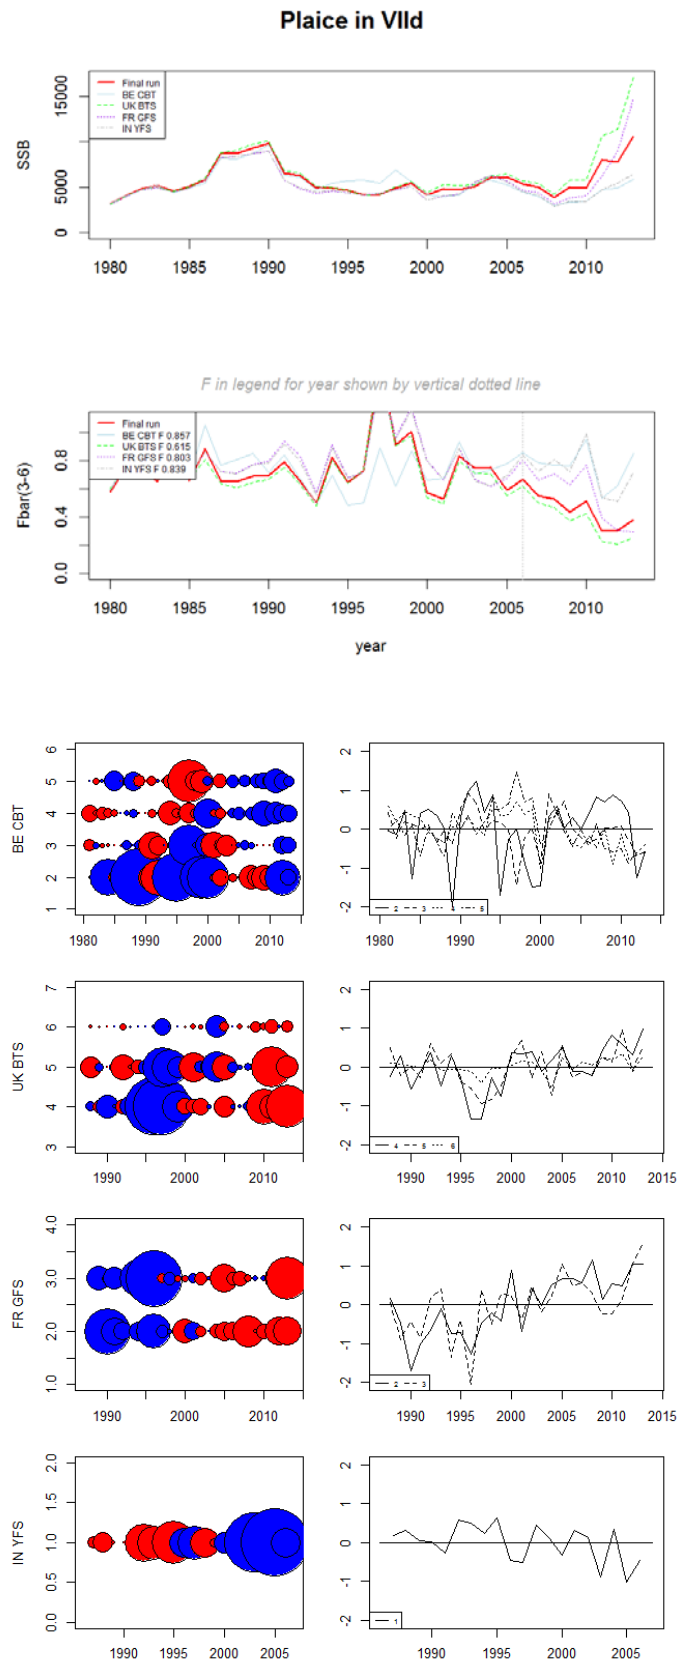 Plaice in VIId
SSB
15000
5000
0
Final run
BE CBT
UK BTS
FR GFS
IN YFS
1980 1985 1990 1995 2000 2005 2010
F in legend for year shown by vertical dotted line
Fbar(3-6)
0.8
0.4
0.0
Final run
BE CBT F 0.857
UK BTS F 0.615
FR GFS F 0.803
IN YFS F 0.839
1980 1985 1990 1995 2000 2005 2010
year
BE CBT
6
5
4
3
2
1
1980 1990 2000 2010
2
1
0
-1
-2
2 3 4 5
1980 1990 2000 2010
UK BTS
7
6
5
4
3
1990 2000 2010
2
1
0
-1
-2
4 5 6
1990 1995 2000 2005 2010 2015
FR GFS
4.0
3.0
2.0
1.0
1990 2000 2010
2
1
0
-1
-2
2 3
1990 1995 2000 2005 2010 2015
IN YFS
2.0
1.5
1.0
0.5
0.0
1990 1995 2000 2005
2
1
0
-1
-2
1
1990 1995 2000 2005